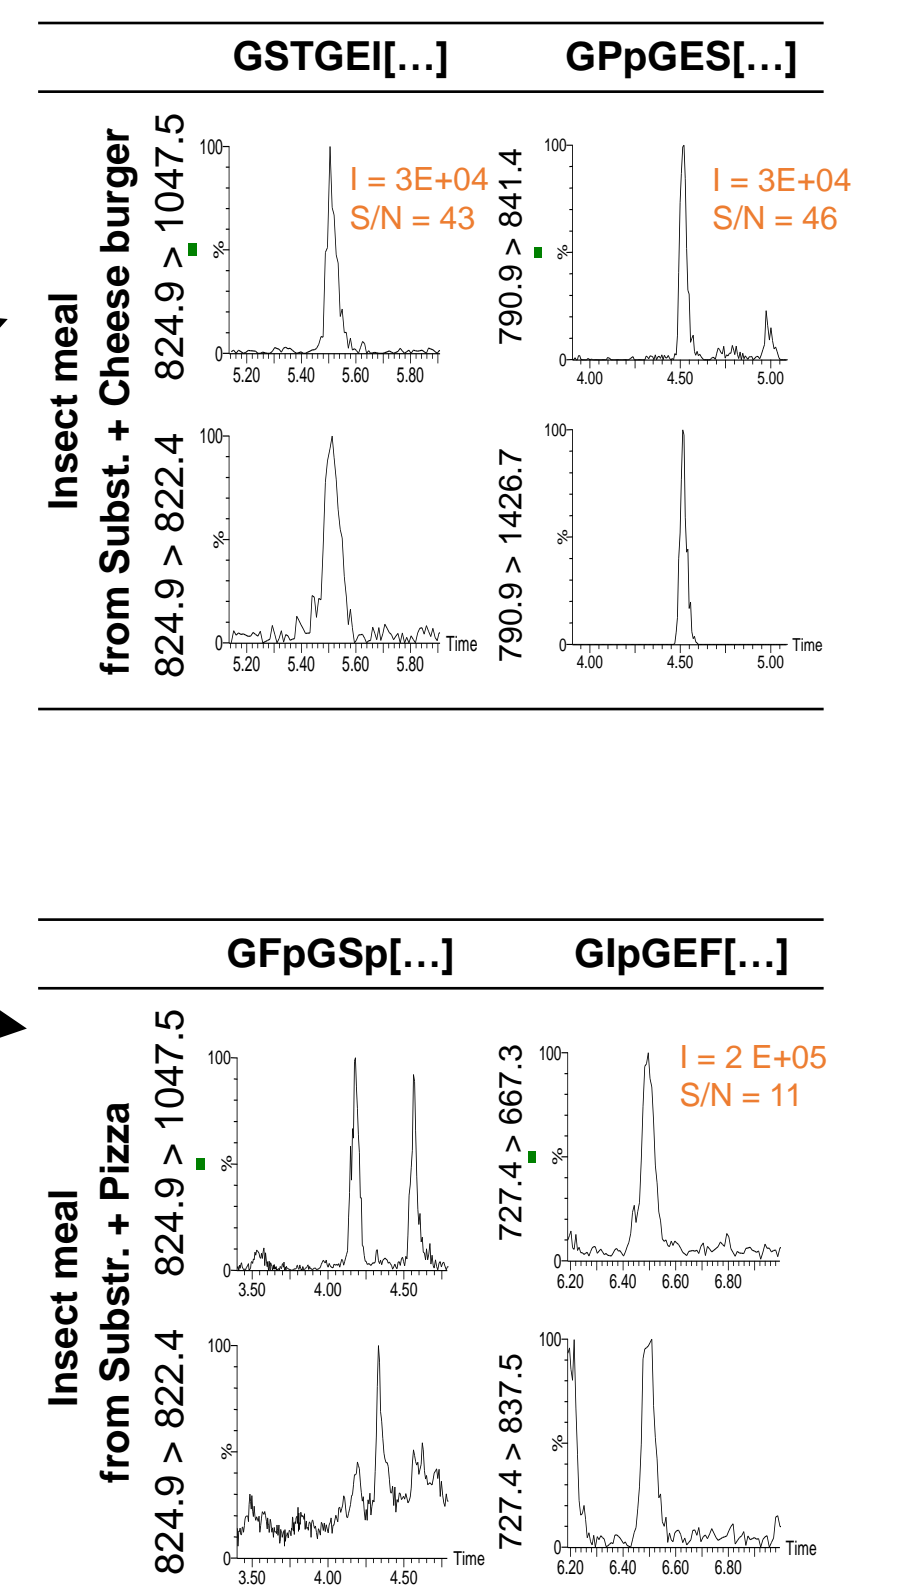 GSTGEI[…] GPpGES[…]
Insect meal
from Subst. + Cheese burger
824.9 > 1047.5
100
%
0
5.20 5.40 5.60 5.80
I = 3E+04
S/N = 43
790.9 > 841.4
100
%
0
4.00 4.50 5.00
I = 3E+04
S/N = 46
824.9 > 822.4
100
%
0
5.20 5.40 5.60 5.80
Time
790.9 > 1426.7
100
%
0
4.00 4.50 5.00
Time
GFpGSp[…] GIpGEF[…]
Insect meal
from Substr. + Pizza
824.9 > 1047.5
100
%
0
3.50 4.00 4.50
727.4 > 667.3
100
%
0
6.20 6.40 6.60 6.80
I = 2 E+05
S/N = 11
824.9 > 822.4
100
%
0
3.50 4.00 4.50
Time
727.4 > 837.5
100
%
0
6.20 6.40 6.60 6.80
Time